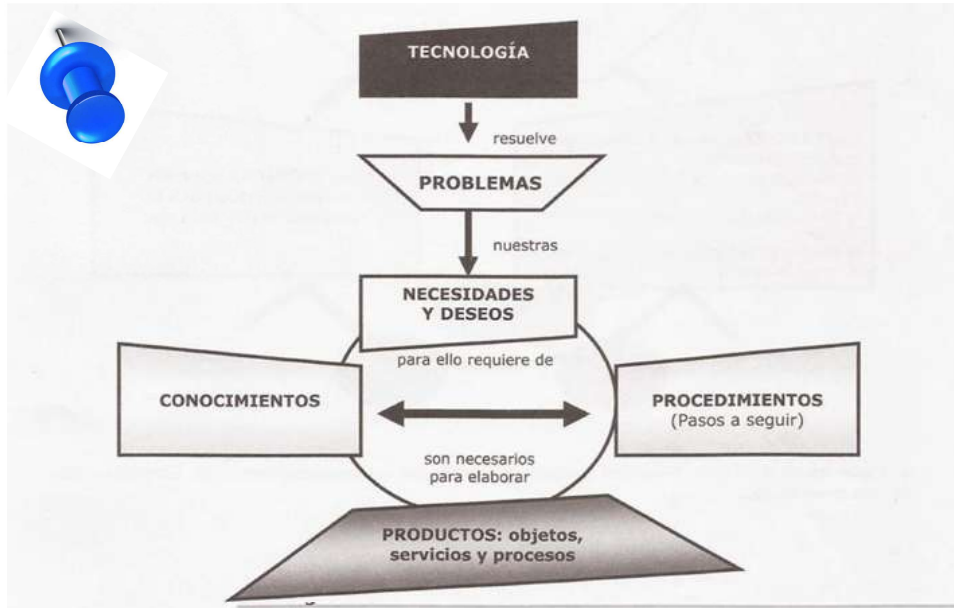 TECNOLOGÍA
resuelve
PROBLEMAS
nuestras
NECESIDADES
Y DESEOS
para ello requiere de
CONOCIMIENTOS
PROCEDIMIENTOS
(Pasos a seguir)
son necesarios
para elaborar
PRODUCTOS: objetos,
servicios y procesos